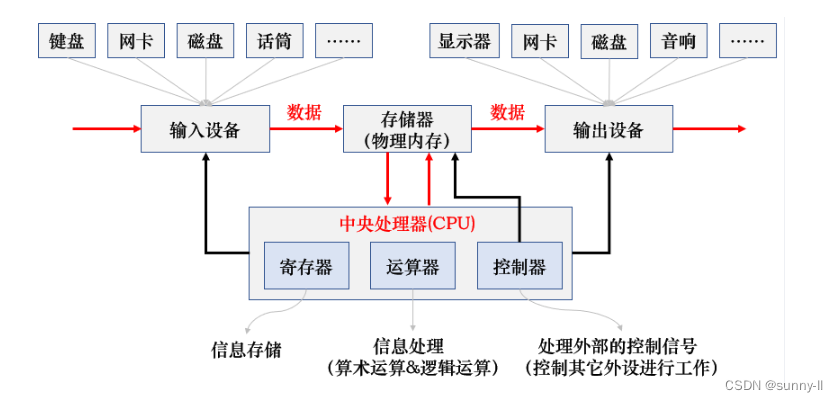 键盘 网卡 磁盘 话筒 …… 显示器 网卡 磁盘 音响 ……
输入设备 数据 存储器 数据 输出设备
（物理内存）
中央处理器(CPU)
寄存器 运算器 控制器
信息存储 信息处理 处理外部的控制信号
（算术运算&逻辑运算） （控制其它外设进行工作）
CSDN @sunny-ll